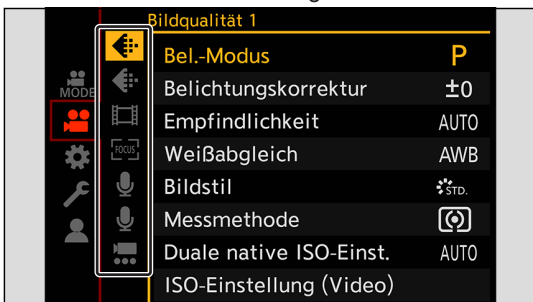 Bildqualität 1
Bel.-Modus P
MODE
Belichtungskorrektur ±0
Empfindlichkeit AUTO
FOCUS
Weißabgleich AWB
Bildstil STD.
Messmethode
Duale native ISO-Einst. AUTO
ISO-Einstellung (Video)